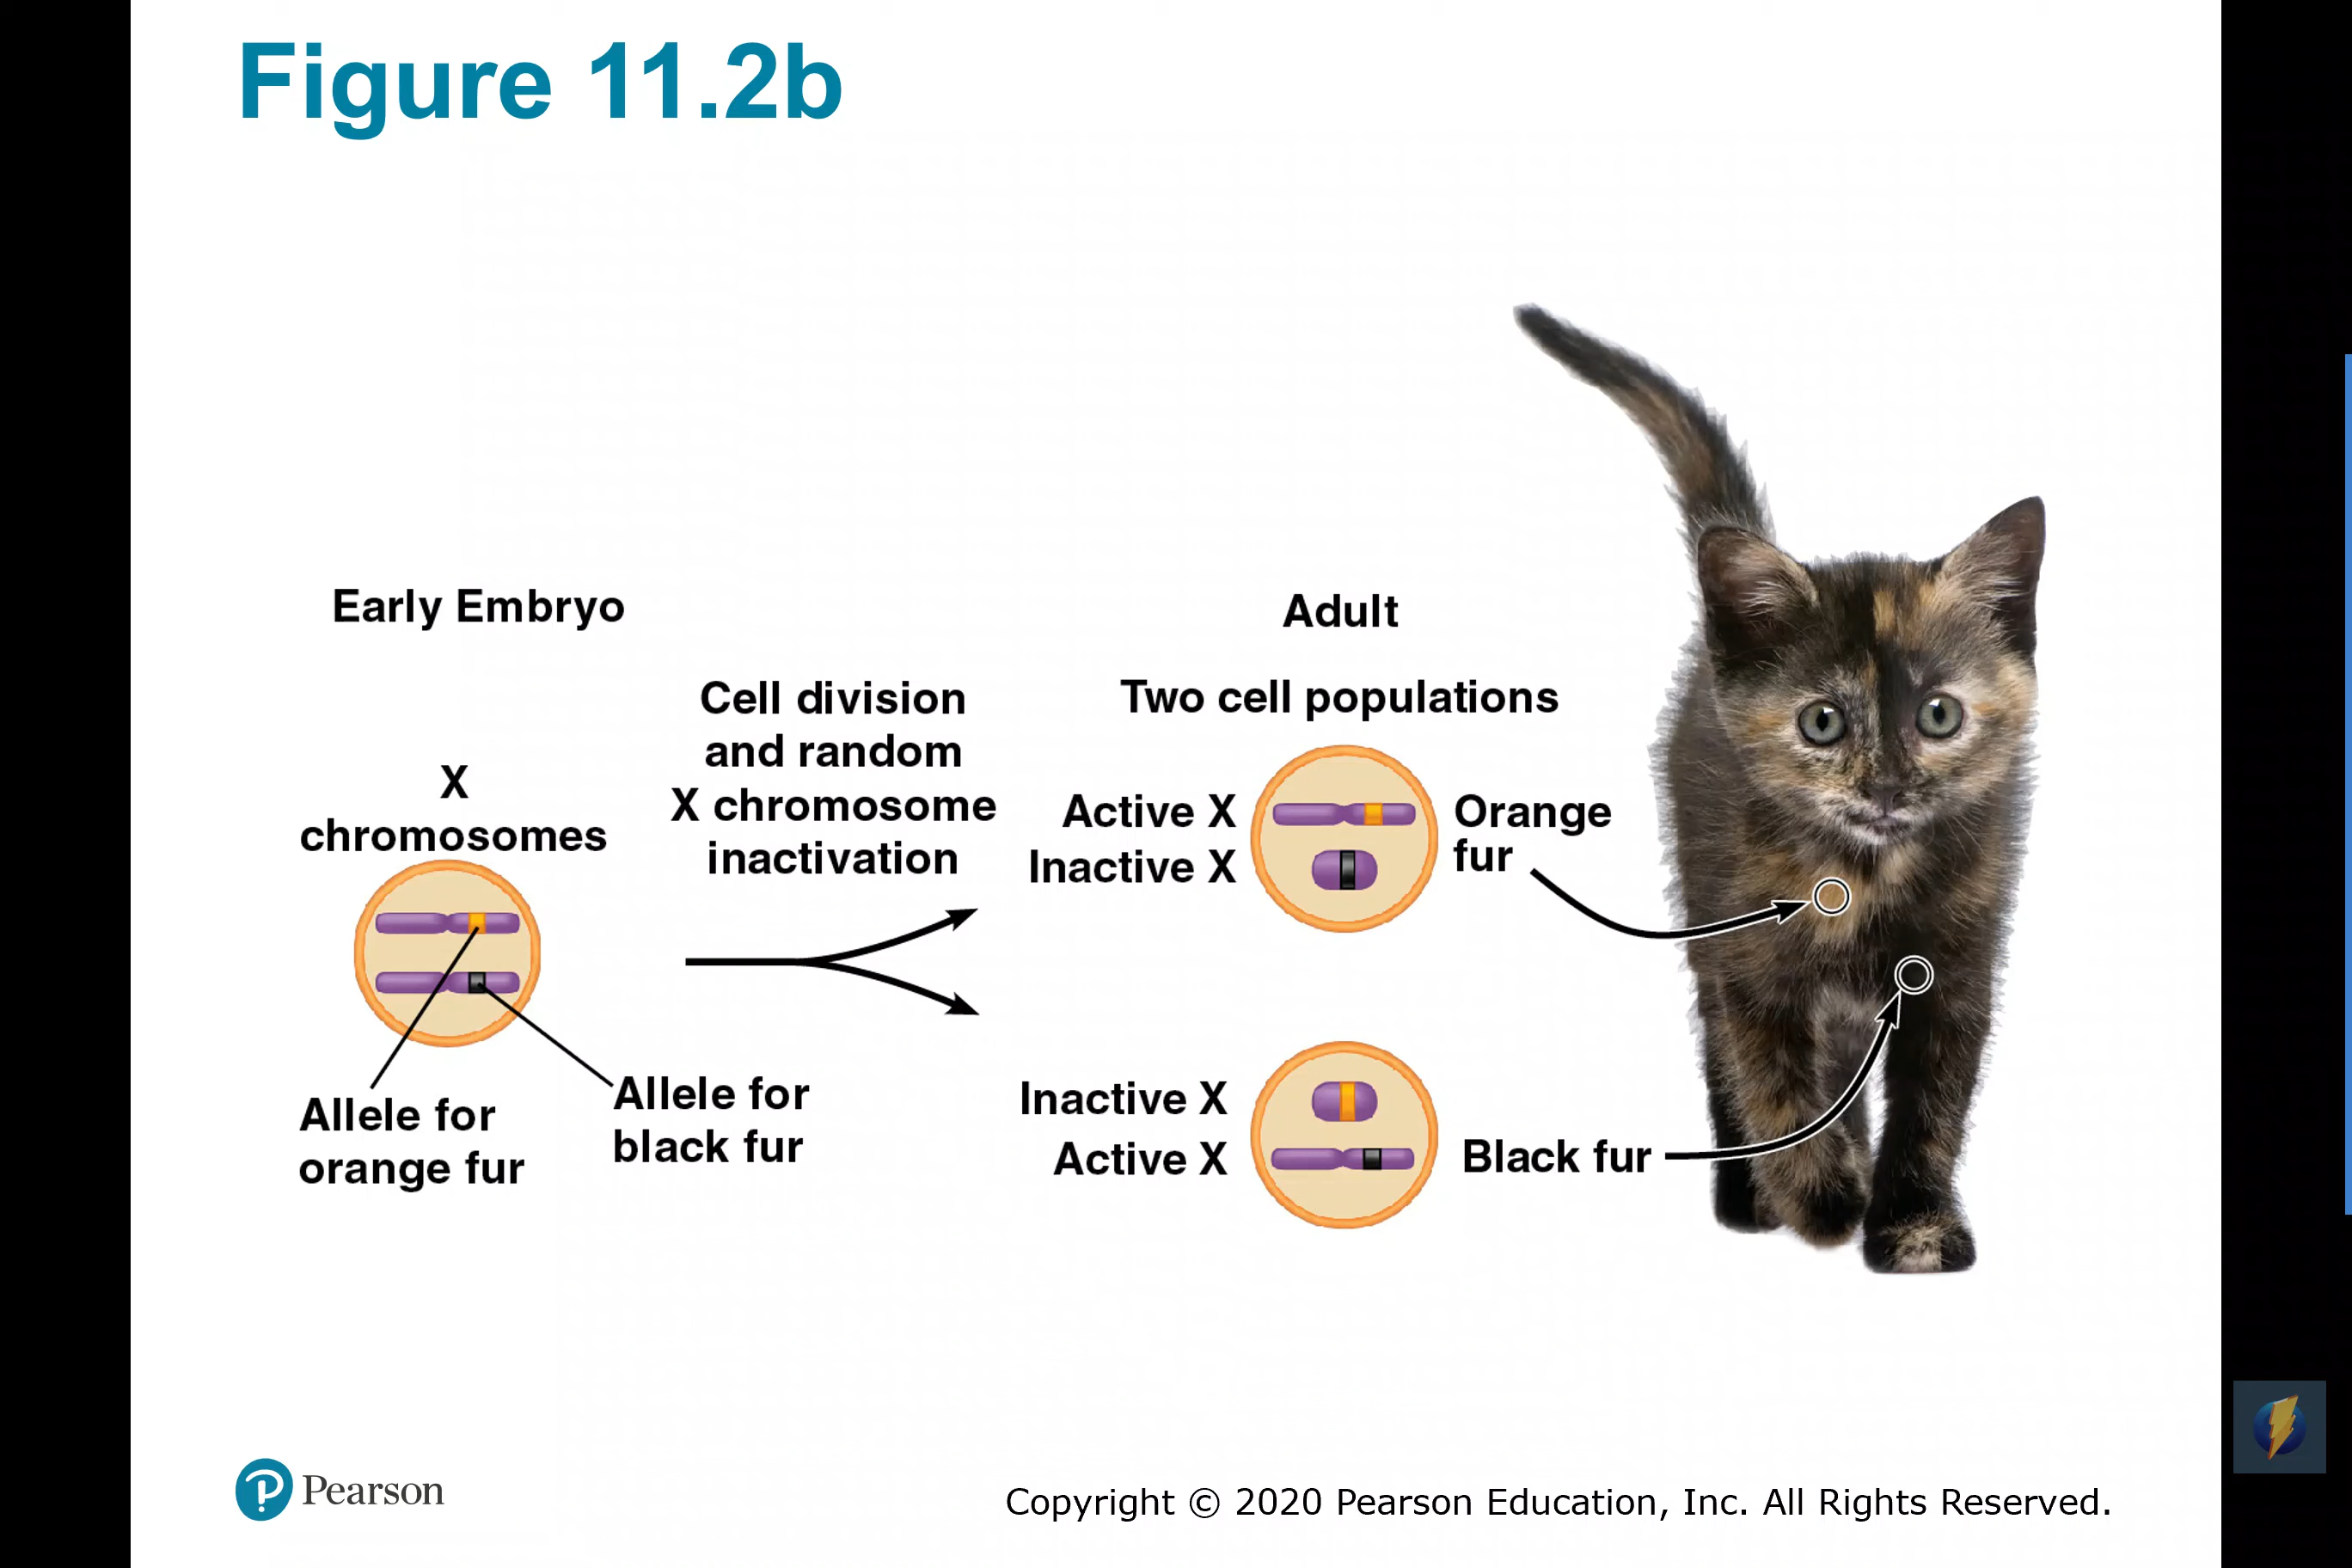 Figure 11.2b
Early Embryo
X
chromosomes
Allele for
orange fur
Allele for
black fur
Cell division
and random
X chromosome
inactivation
Adult
Two cell populations
Active X
Inactive X
Orange
fur
Inactive X
Active X
Black fur
P Pearson
Copyright © 2020 Pearson Education, Inc. All Rights Reserved.